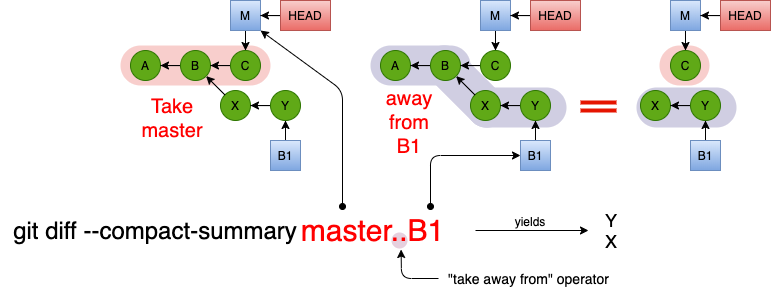 M HEAD
A B C
Take
master
X Y
B1
M HEAD
A B C
away
from
B1
X Y
B1
M HEAD
C
X Y
B1
git diff --compact-summary master..B1
yields
Y
X
"take away from" operator